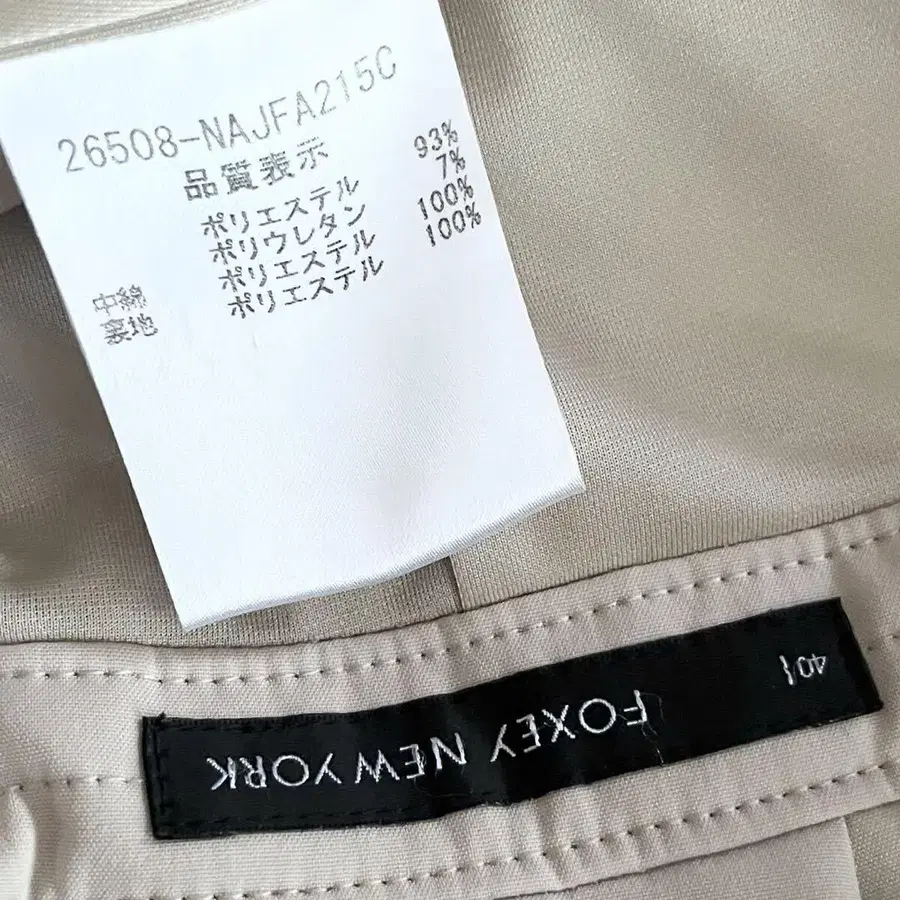 26508-NAJFA215C
品質表示
ポリエステル 93%
ポリウレタン 7%
中綿 ポリエステル 100%
裏地 ポリエステル 100%
FOXEY NEW YORK
40